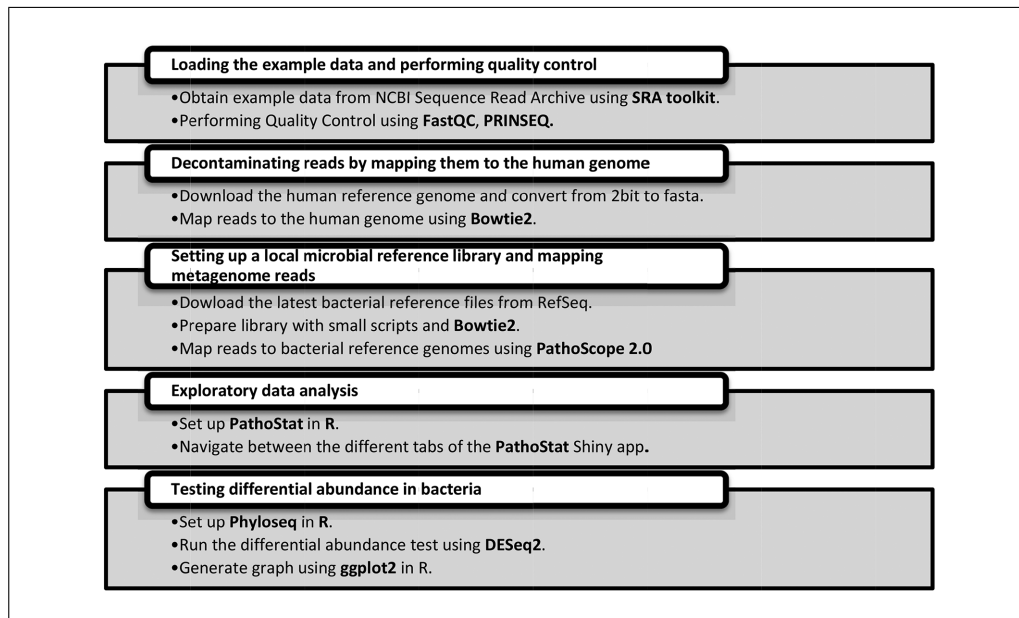 Loading the example data and performing quality control
•Obtain example data from NCBI Sequence Read Archive using SRA toolkit.
•Performing Quality Control using FastQC, PRINSEQ.
Decontaminating reads by mapping them to the human genome
•Download the human reference genome and convert from 2bit to fasta.
•Map reads to the human genome using Bowtie2.
Setting up a local microbial reference library and mapping
metagenome reads
•Dowload the latest bacterial reference files from RefSeq.
•Prepare library with small scripts and Bowtie2.
•Map reads to bacterial reference genomes using PathoScope 2.0
Exploratory data analysis
•Set up PathoStat in R.
•Navigate between the different tabs of the PathoStat Shiny app.
Testing differential abundance in bacteria
•Set up Phyloseq in R.
•Run the differential abundance test using DESeq2.
•Generate graph using ggplot2 in R.